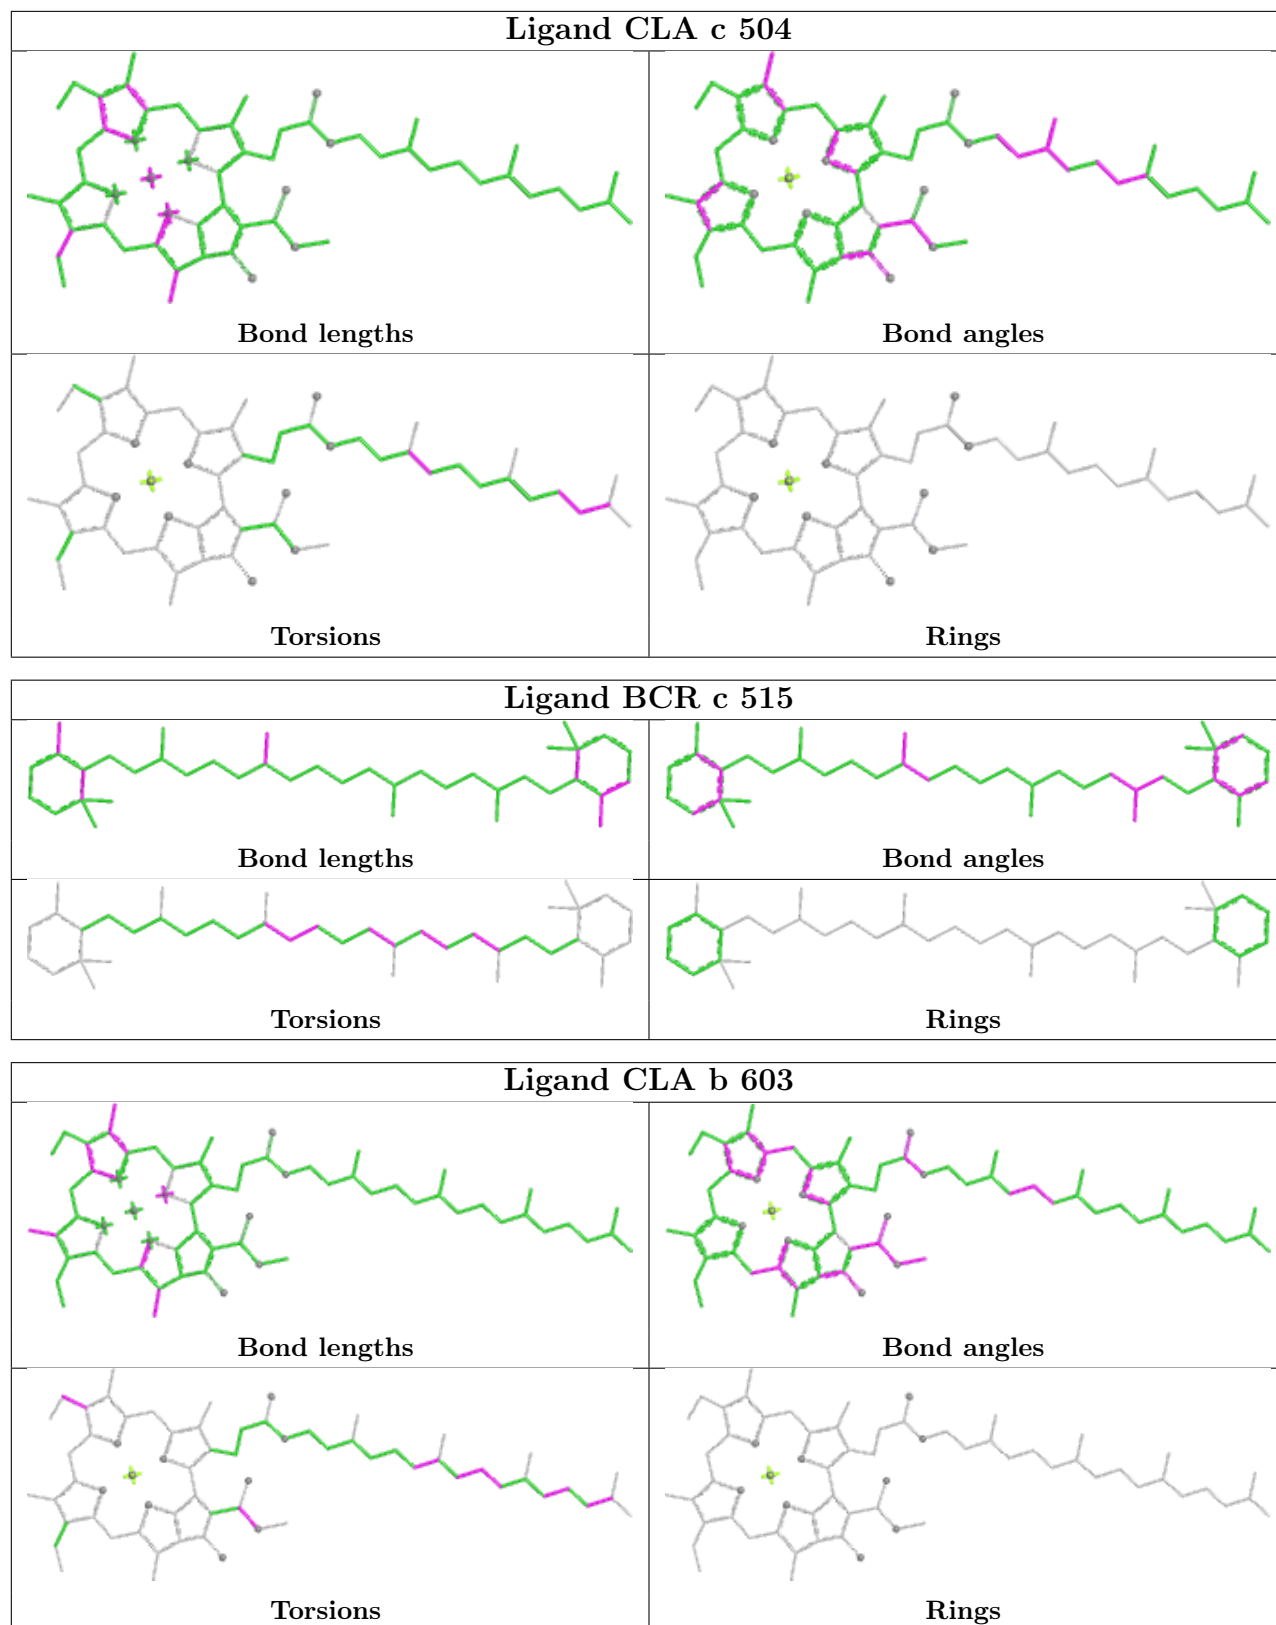 Ligand CLA c 504
Bond lengths
Bond angles
Torsions
Rings
Ligand BCR c 515
Bond lengths
Bond angles
Torsions
Rings
Ligand CLA b 603
Bond lengths
Bond angles
Torsions
Rings